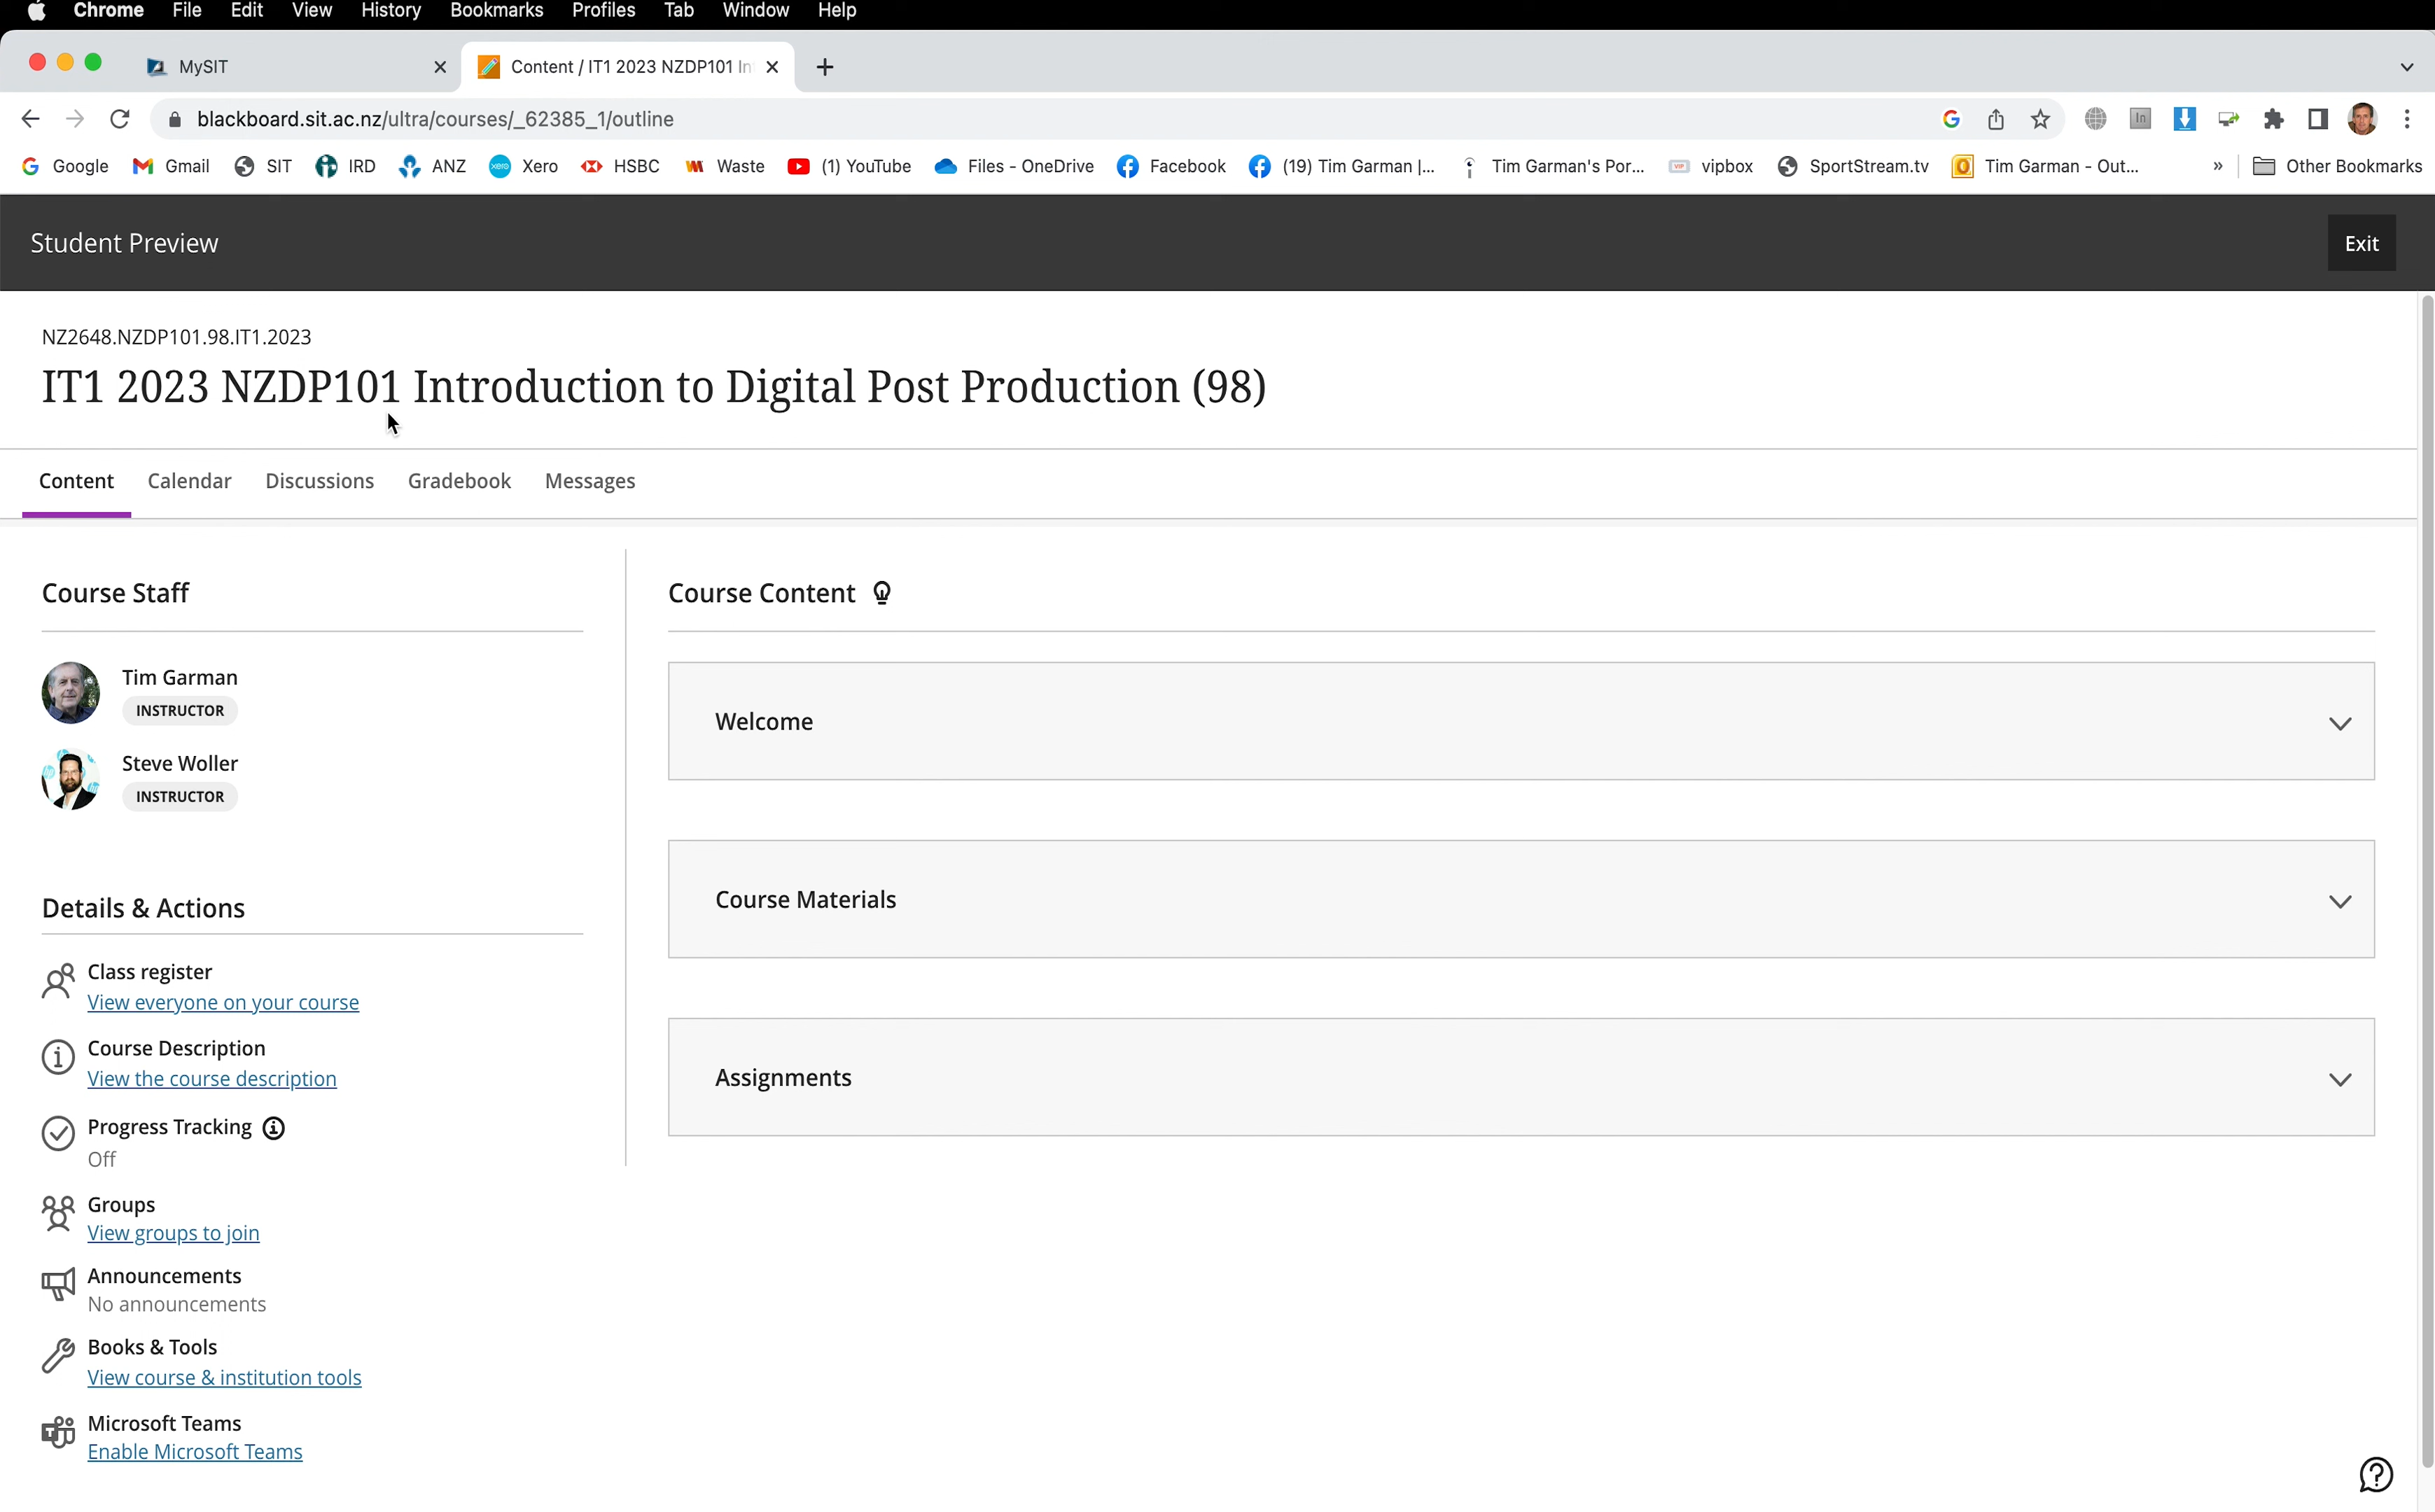 Chrome File Edit View History Bookmarks Profiles Tab Window Help
MySIT
Content / IT1 2023 NZDP101 In
blackboard.sit.ac.nz/ultra/courses/_62385_1/outline
Google Gmail SIT IRD ANZ Xero HSBC Waste (1) YouTube Files - OneDrive Facebook (19) Tim Garman |... Tim Garman's Por... vipbox SportStream.tv Tim Garman - Out... » Other Bookmarks
Student Preview
Exit
NZ2648.NZDP101.98.IT1.2023
IT1 2023 NZDP101 Introduction to Digital Post Production (98)
Content Calendar Discussions Gradebook Messages
Course Staff
Tim Garman
INSTRUCTOR
Steve Woller
INSTRUCTOR
Details & Actions
Class register
View everyone on your course
Course Description
View the course description
Progress Tracking
Off
Groups
View groups to join
Announcements
No announcements
Books & Tools
View course & institution tools
Microsoft Teams
Enable Microsoft Teams
Course Content
Welcome
Course Materials
Assignments